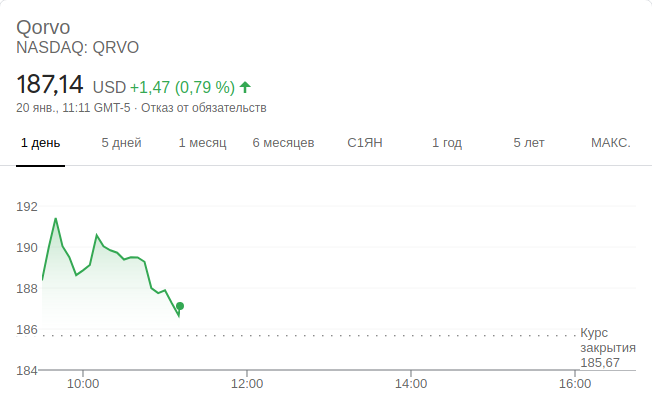 Qorvo
NASDAQ: QRVO
187,14 USD +1,47 (0,79 %)
20 янв., 11:11 GMT-5 · Отказ от обязательств
1 день 5 дней 1 месяц 6 месяцев С1ЯН 1 год 5 лет МАКС.
192
190
188
186
184
Курс
закрытия
185,67
10:00 12:00 14:00 16:00